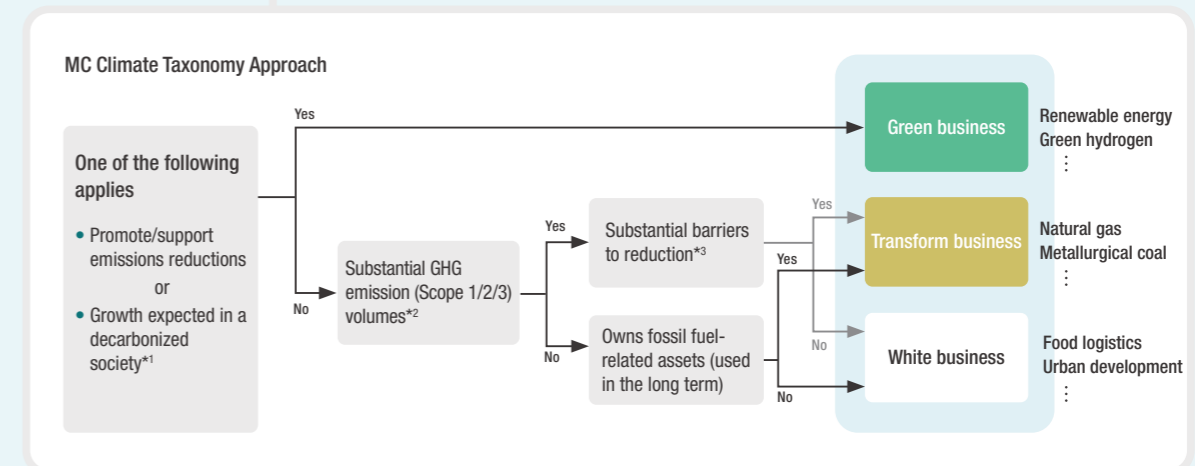 MC Climate Taxonomy Approach
One of the following
applies
• Promote/support
emissions reductions
or
• Growth expected in a
decarbonized
society*1
Yes
No
Substantial GHG
emission (Scope 1/2/3)
volumes*2
Yes
No
Substantial barriers
to reduction*3
Owns fossil fuel-
related assets (used
in the long term)
Yes
No
Yes
No
Green business
Renewable energy
Green hydrogen
⋮
Transform business
Natural gas
Metallurgical coal
⋮
White business
Food logistics
Urban development
⋮